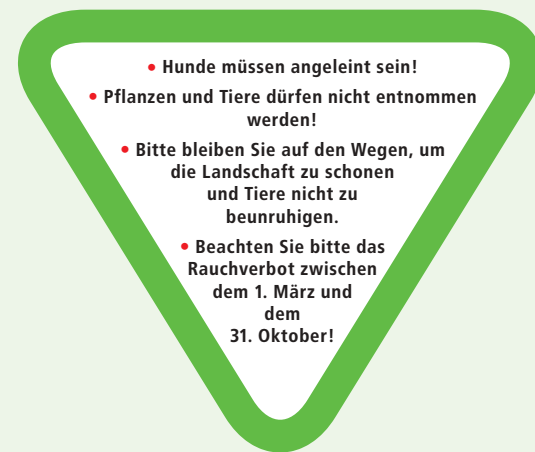 • Hunde müssen angeleint sein!
• Pflanzen und Tiere dürfen nicht entnommen
werden!
• Bitte bleiben Sie auf den Wegen, um
die Landschaft zu schonen
und Tiere nicht zu
beunruhigen.
• Beachten Sie bitte das
Rauchverbot zwischen
dem 1. März und
dem
31. Oktober!